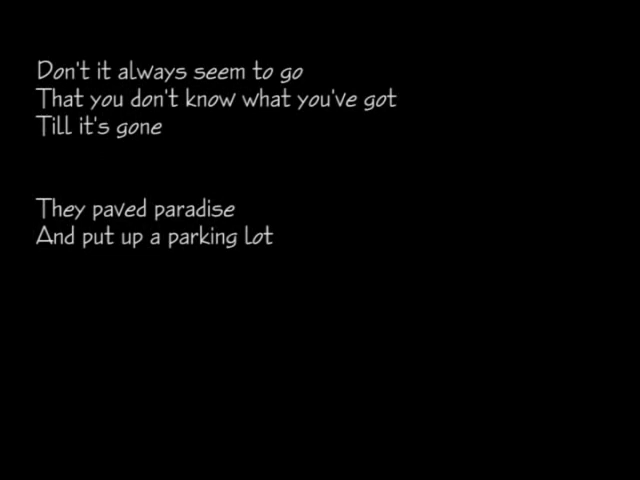 Don't it always seem to go
That you don't know what you've got
Till it's gone
They paved paradise
And put up a parking lot